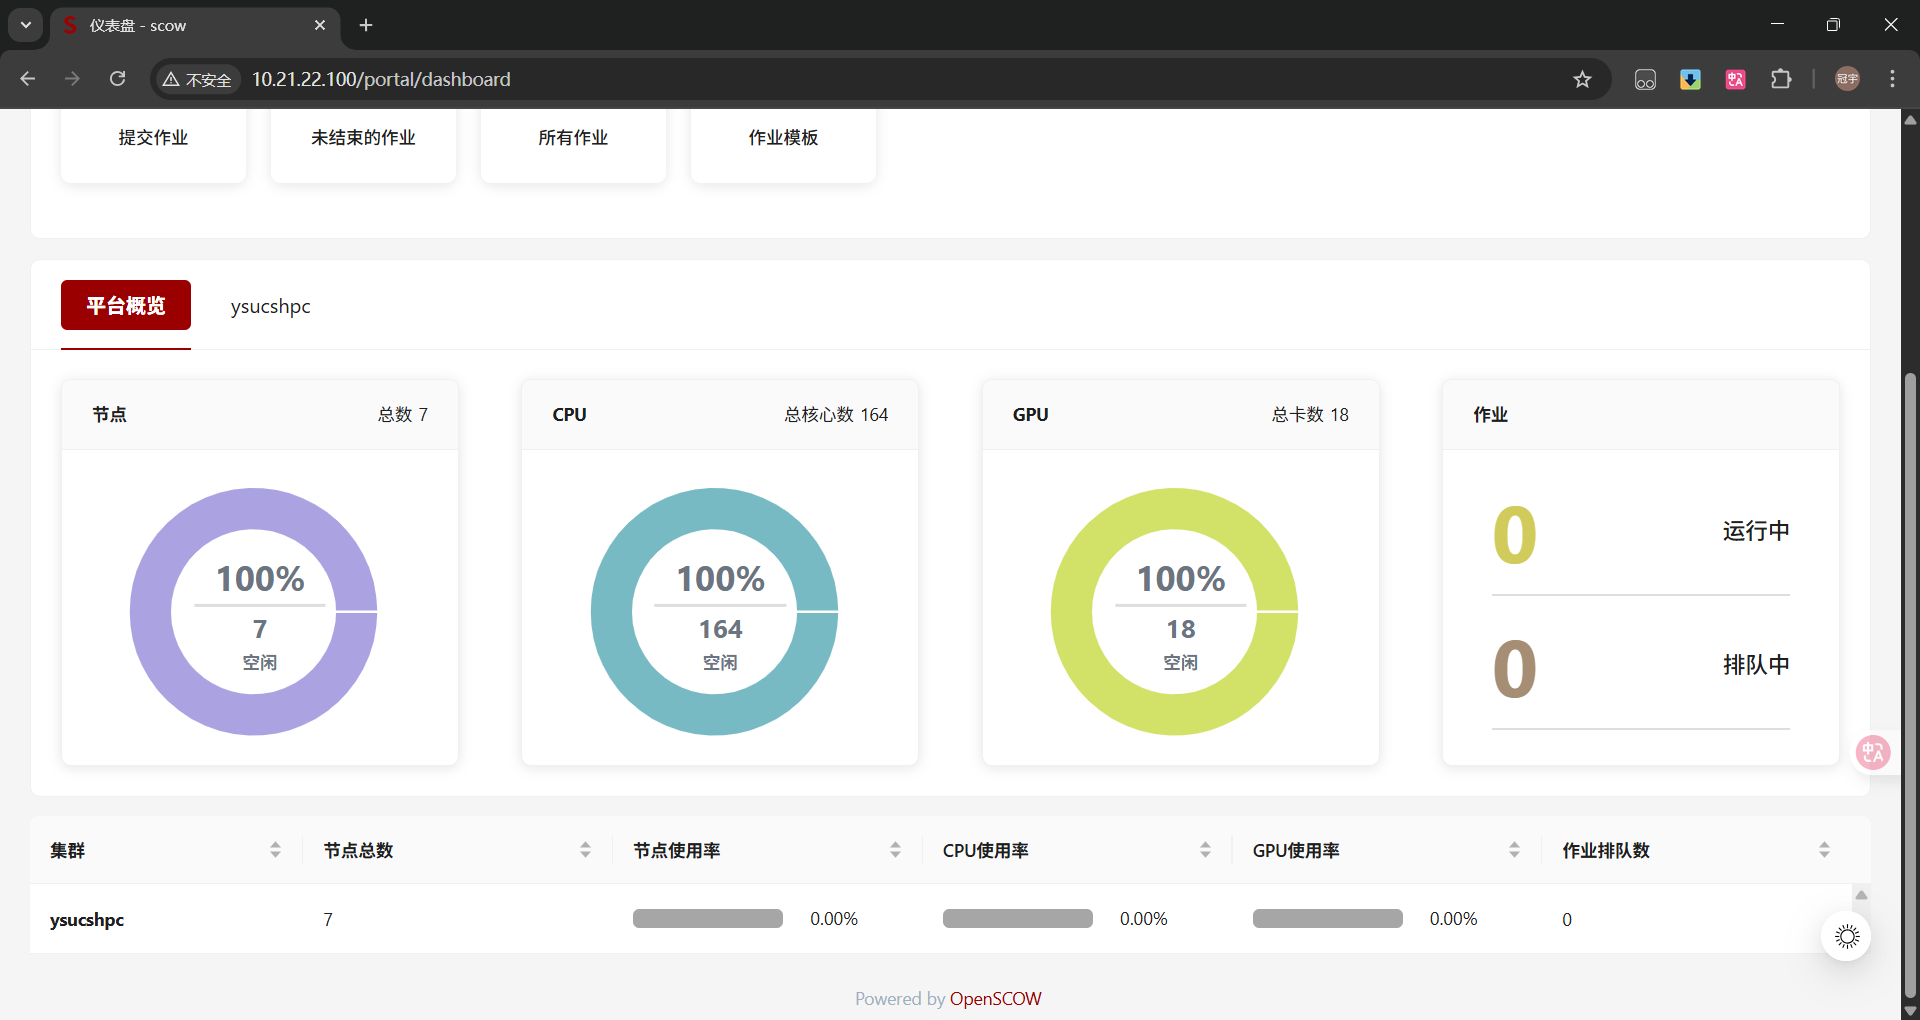 仪表盘 - scow
不安全
10.21.22.100/portal/dashboard
冠宇
提交作业
未结束的作业
所有作业
作业模板
平台概览
ysucshpc
节点
总数 7
CPU
总核心数 164
GPU
总卡数 18
作业
100%
7
空闲
100%
164
空闲
100%
18
空闲
0
运行中
0
排队中
集群
节点总数
节点使用率
CPU使用率
GPU使用率
作业排队数
ysucshpc
7
0.00%
0.00%
0.00%
0
Powered by OpenSCOW